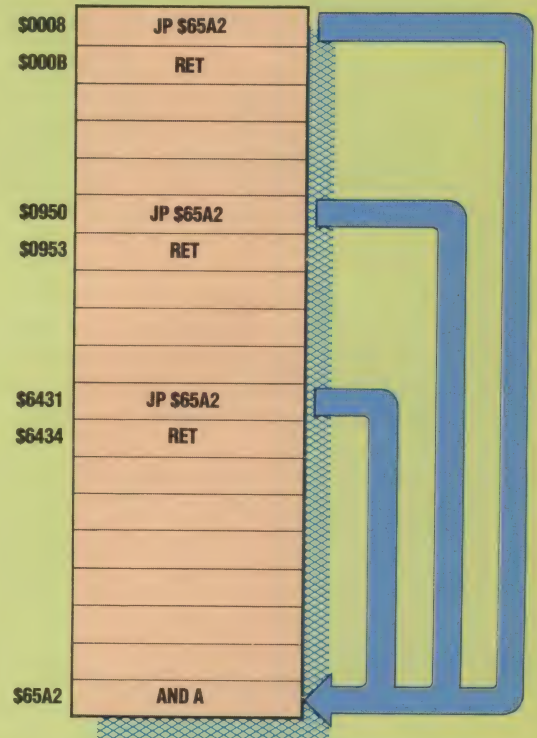 $0008 JP $65A2
$000B RET
$0950 JP $65A2
$0953 RET
$6431 JP $65A2
$6434 RET
$65A2 AND A